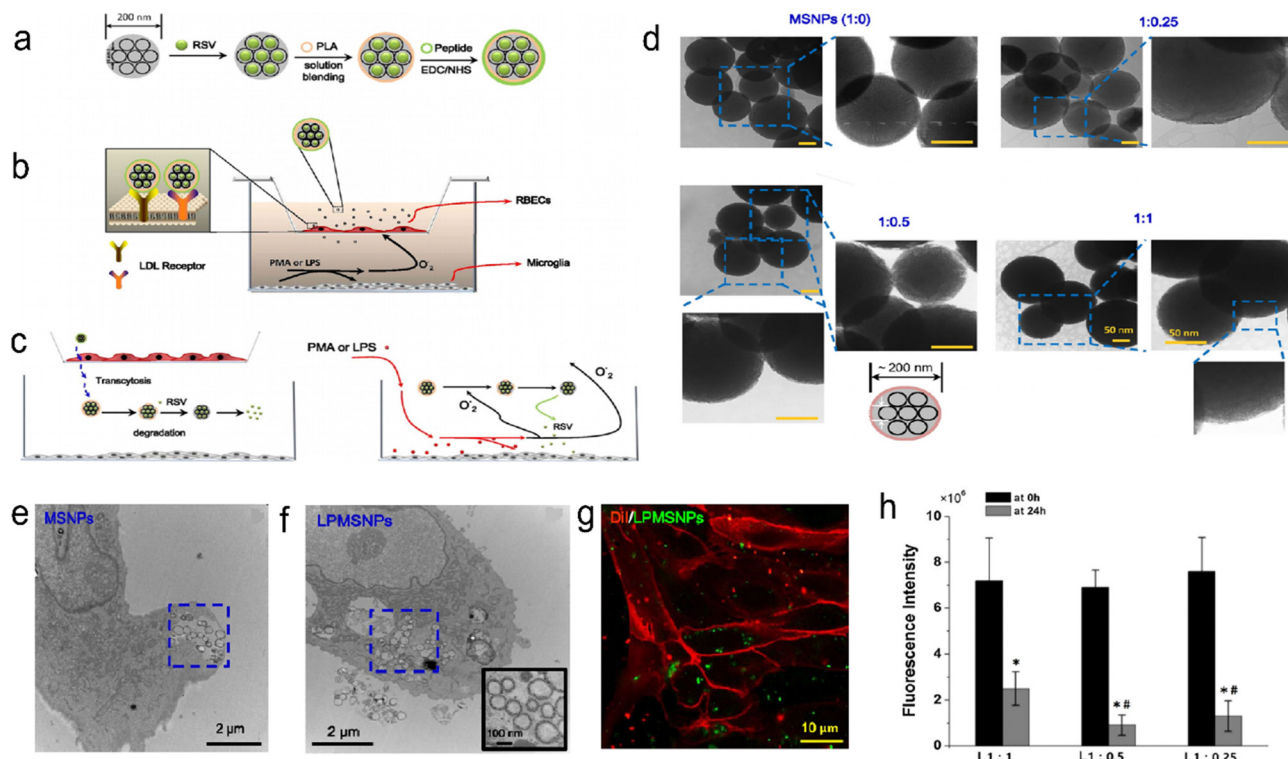 a
200 nm
RSV
PLA
solution
blending
Peptide
EDC/NHS
b
RBECs
LDL Receptor
PMA or LPS
O⁻₂
Microglia
c
Transcytosis
RSV
degradation
PMA or LPS
O⁻₂
O⁻₂
RSV
d
MSNPs (1:0)
1:0.25
1:0.5
1:1
50 nm
50 nm
~ 200 nm
e
MSNPs
2 µm
f
LPMSNPs
2 µm
100 nm
g
DiI/LPMSNPs
10 µm
h
×10⁶
at 0h
at 24h
Fluorescence Intensity
10
8
6
4
2
0
*
*#
*#
L1 : 1
L1 : 0.5
L1 : 0.25